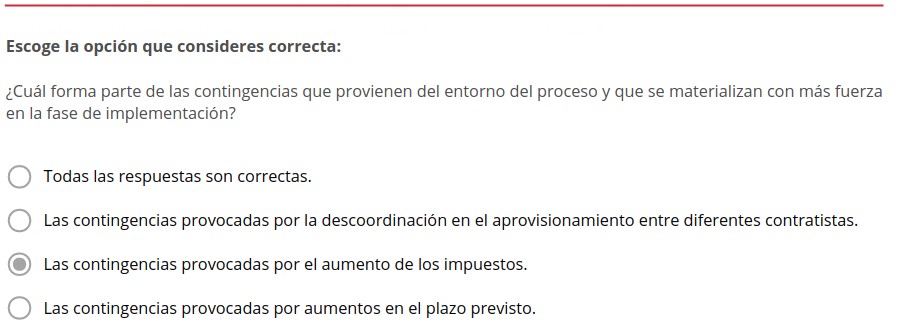 Escoge la opción que consideres correcta:
¿Cuál forma parte de las contingencias que provienen del entorno del proceso y que se materializan con más fuerza
en la fase de implementación?
Todas las respuestas son correctas.
Las contingencias provocadas por la descoordinación en el aprovisionamiento entre diferentes contratistas.
Las contingencias provocadas por el aumento de los impuestos.
Las contingencias provocadas por aumentos en el plazo previsto.